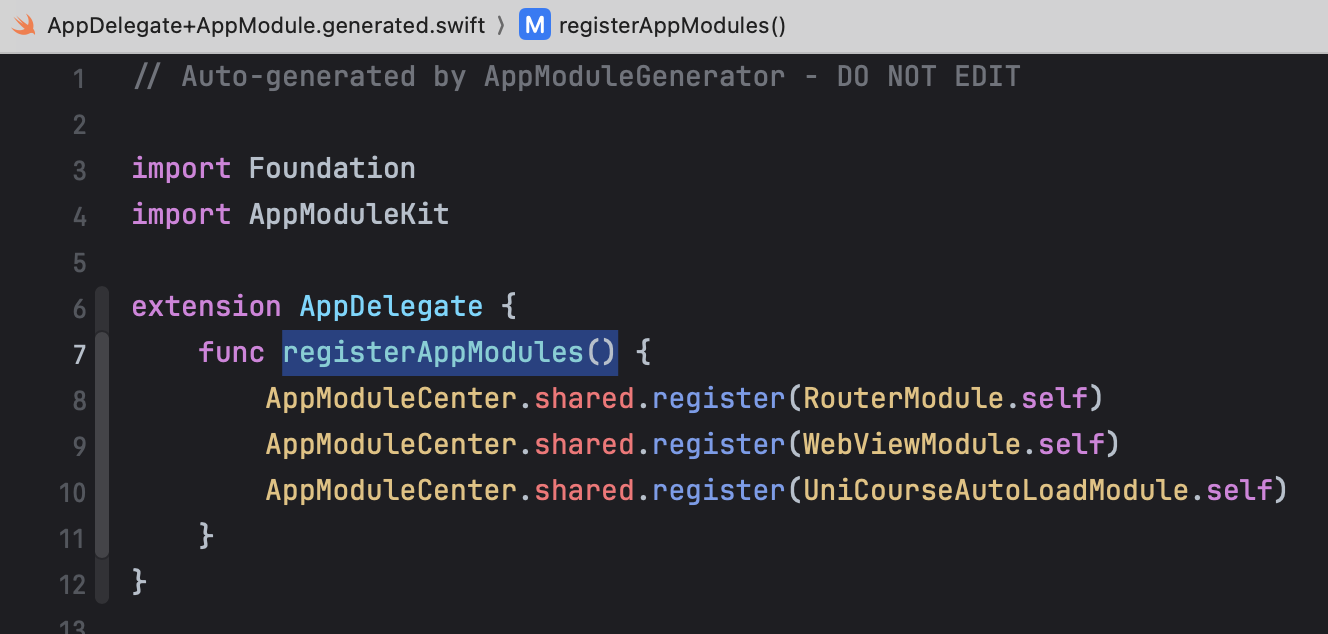 AppDelegate+AppModule.generated.swift 〉 M registerAppModules()
1 // Auto-generated by AppModuleGenerator - DO NOT EDIT
2
3 import Foundation
4 import AppModuleKit
5
6 extension AppDelegate {
7     func registerAppModules() {
8         AppModuleCenter.shared.register(RouterModule.self)
9         AppModuleCenter.shared.register(WebViewModule.self)
10         AppModuleCenter.shared.register(UniCourseAutoLoadModule.self)
11     }
12 }
13